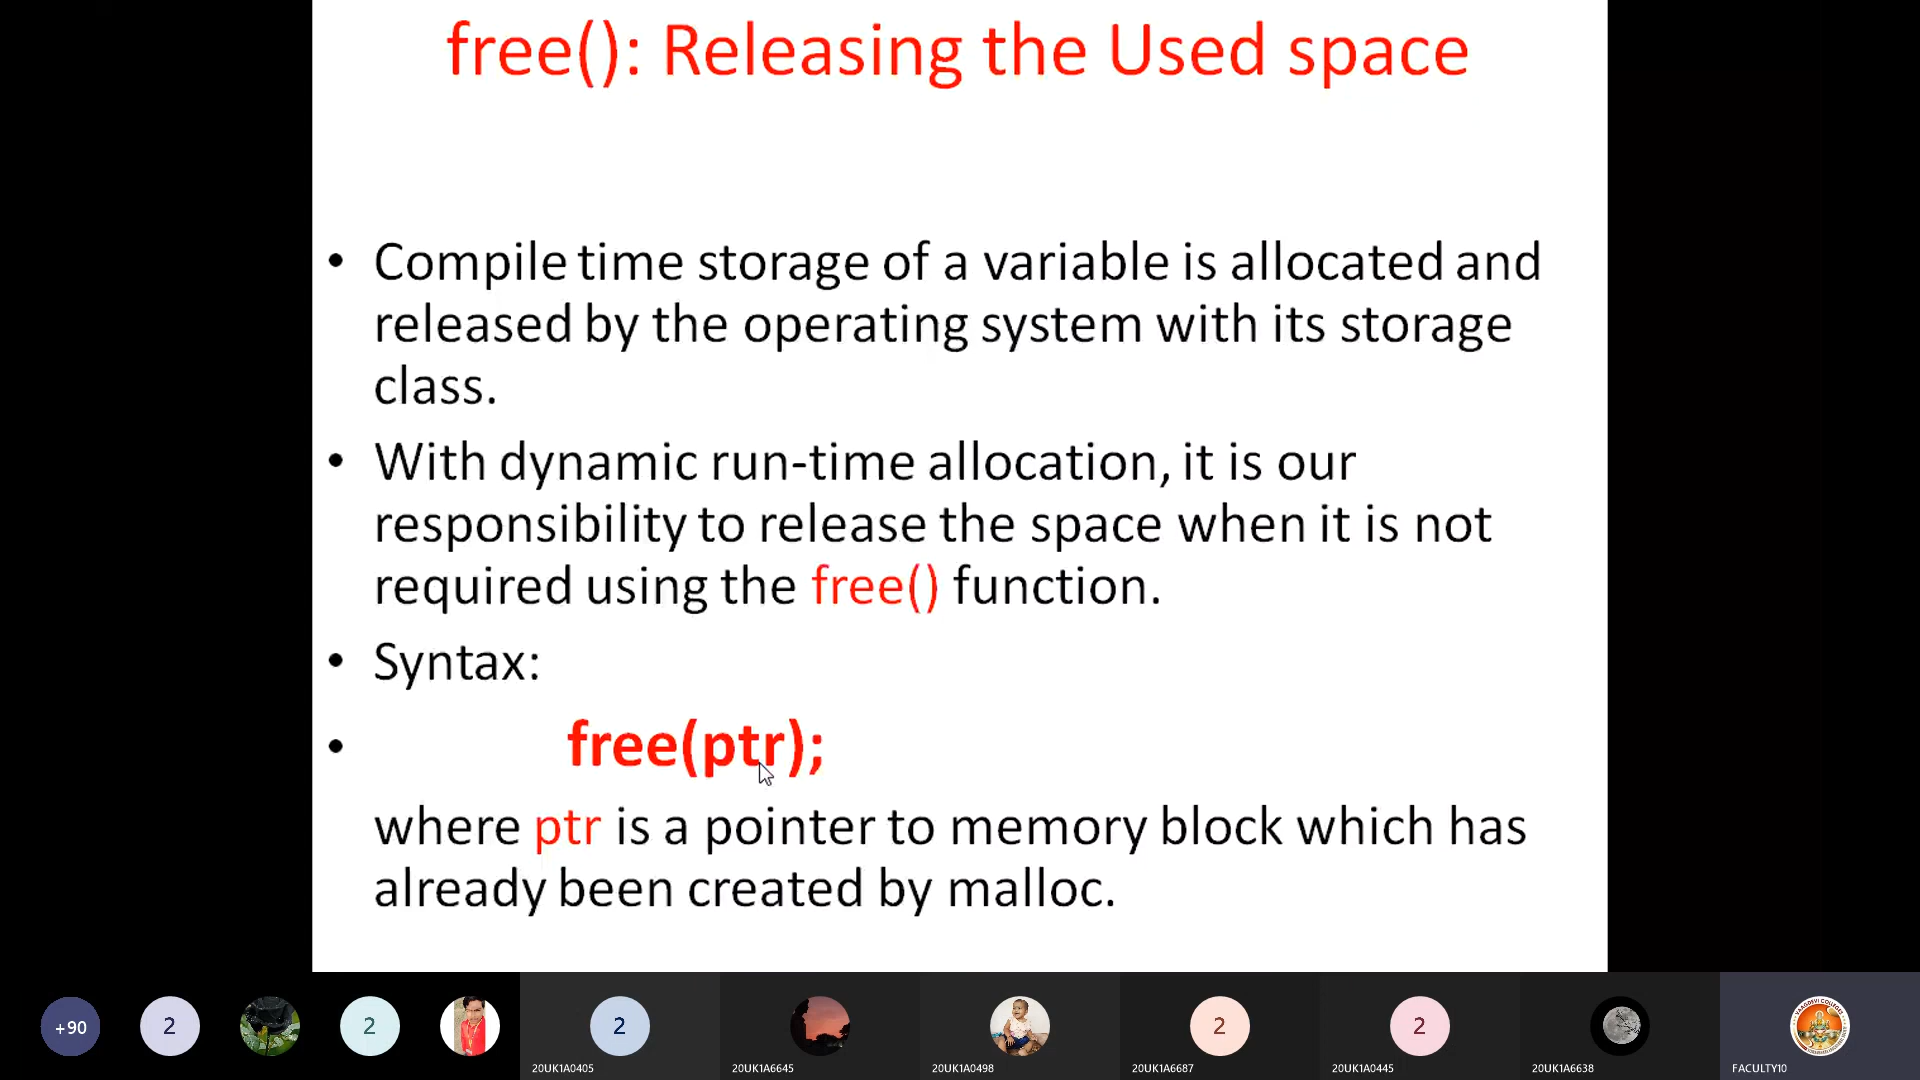 free(): Releasing the Used space
• Compile time storage of a variable is allocated and
released by the operating system with its storage
class.
• With dynamic run-time allocation, it is our
responsibility to release the space when it is not
required using the free() function.
• Syntax:
• free(ptr);
where ptr is a pointer to memory block which has
already been created by malloc.
+90 2 2 2 2 2
20UK1A0405 20UK1A6645 20UK1A0498 20UK1A6687 20UK1A0445 20UK1A6638 FACULTY10